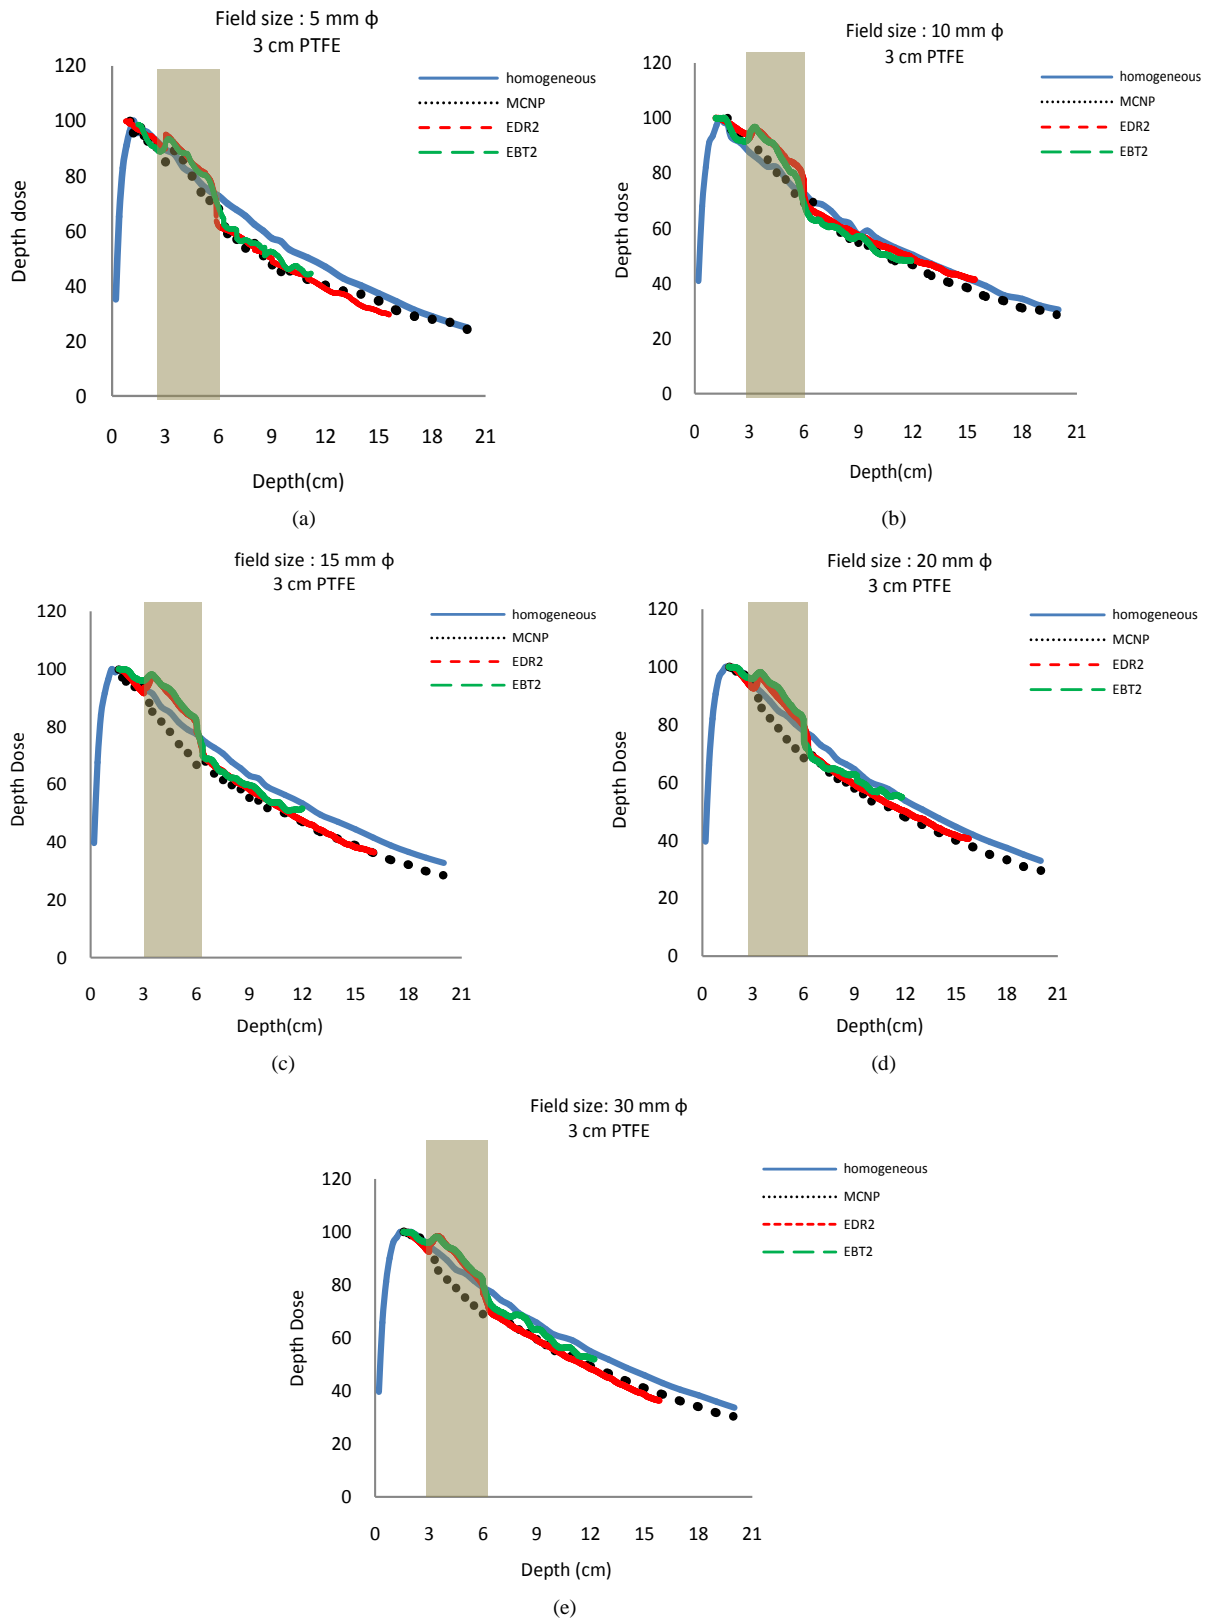 Field size : 5 mm ϕ
3 cm PTFE
120
100
80
60
40
20
0
0 3 6 9 12 15 18 21
Depth dose
Depth(cm)
homogeneous
MCNP
EDR2
EBT2
(a)
Field size : 10 mm ϕ
3 cm PTFE
120
100
80
60
40
20
0
0 3 6 9 12 15 18 21
Depth dose
Depth(cm)
homogeneous
MCNP
EDR2
EBT2
(b)
field size : 15 mm ϕ
3 cm PTFE
120
100
80
60
40
20
0
0 3 6 9 12 15 18 21
Depth Dose
Depth(cm)
homogeneous
MCNP
EDR2
EBT2
(c)
Field size : 20 mm ϕ
3 cm PTFE
120
100
80
60
40
20
0
0 3 6 9 12 15 18 21
Depth Dose
Depth(cm)
homogeneous
MCNP
EDR2
EBT2
(d)
Field size: 30 mm ϕ
3 cm PTFE
120
100
80
60
40
20
0
0 3 6 9 12 15 18 21
Depth Dose
Depth (cm)
homogeneous
MCNP
EDR2
EBT2
(e)